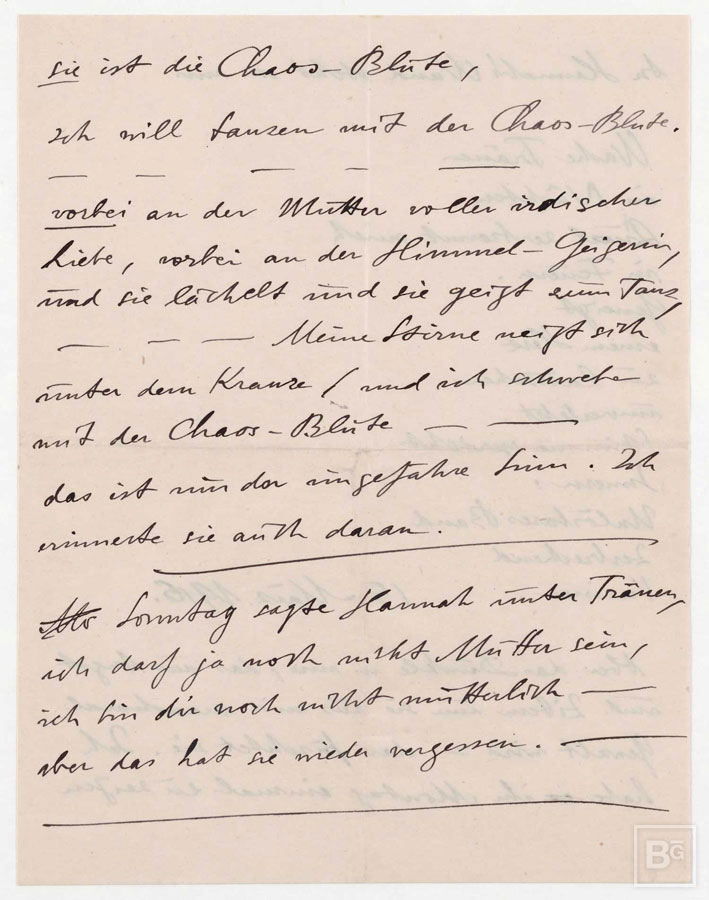 sie ist die Chaos-Blüte,
ich will tanzen mit der Chaos-Blüte.
— — — — —
vorbei an der Mutter voller irdischer
Liebe, vorbei an der Himmel-Geigerin,
und sie lächelt und sie geigt zum Tanz,
— — — Meine Stirne neigt sich
unter dem Kranze / und ich schwebe
mit der Chaos-Blüte — —
das ist nur der ungefähre Sinn. Ich
erinnerte sie auch daran.
Sonntag sagte Hannah unter Tränen,
ich darf ja noch nicht Mutter sein,
ich bin dir noch nicht mütterlich —
aber das hat sie wieder vergessen. —
BG